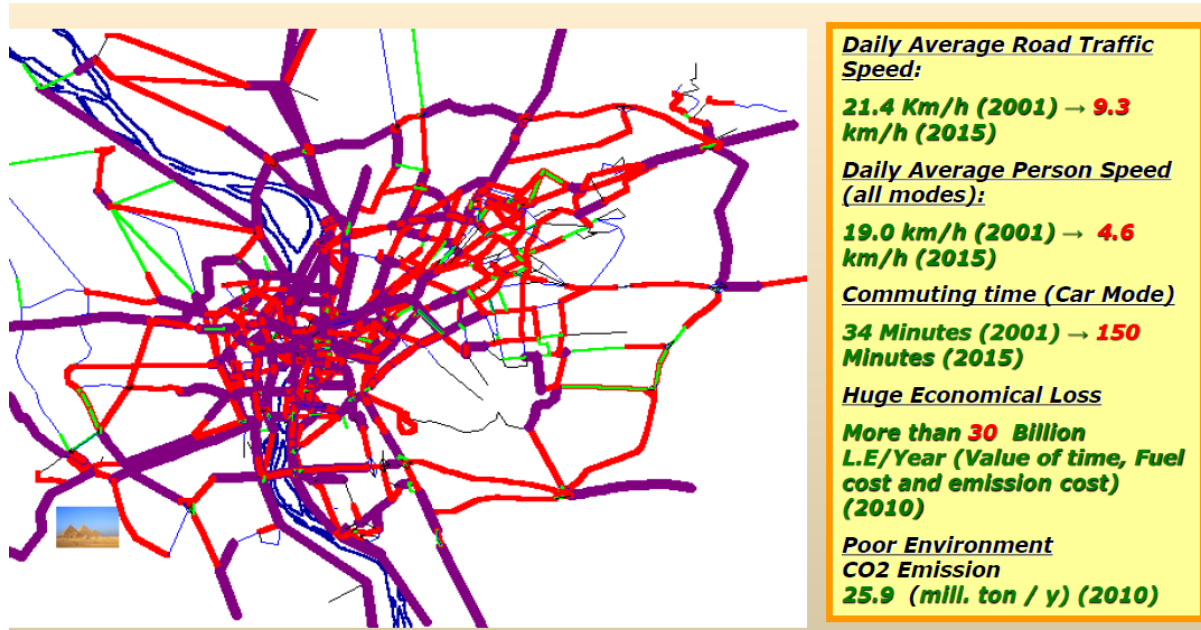 Daily Average Road Traffic
Speed:
21.4 Km/h (2001) → 9.3
km/h (2015)
Daily Average Person Speed
(all modes):
19.0 km/h (2001) → 4.6
km/h (2015)
Commuting time (Car Mode)
34 Minutes (2001) → 150
Minutes (2015)
Huge Economical Loss
More than 30 Billion
L.E/Year (Value of time, Fuel
cost and emission cost)
(2010)
Poor Environment
CO2 Emission
25.9 (mill. ton / y) (2010)